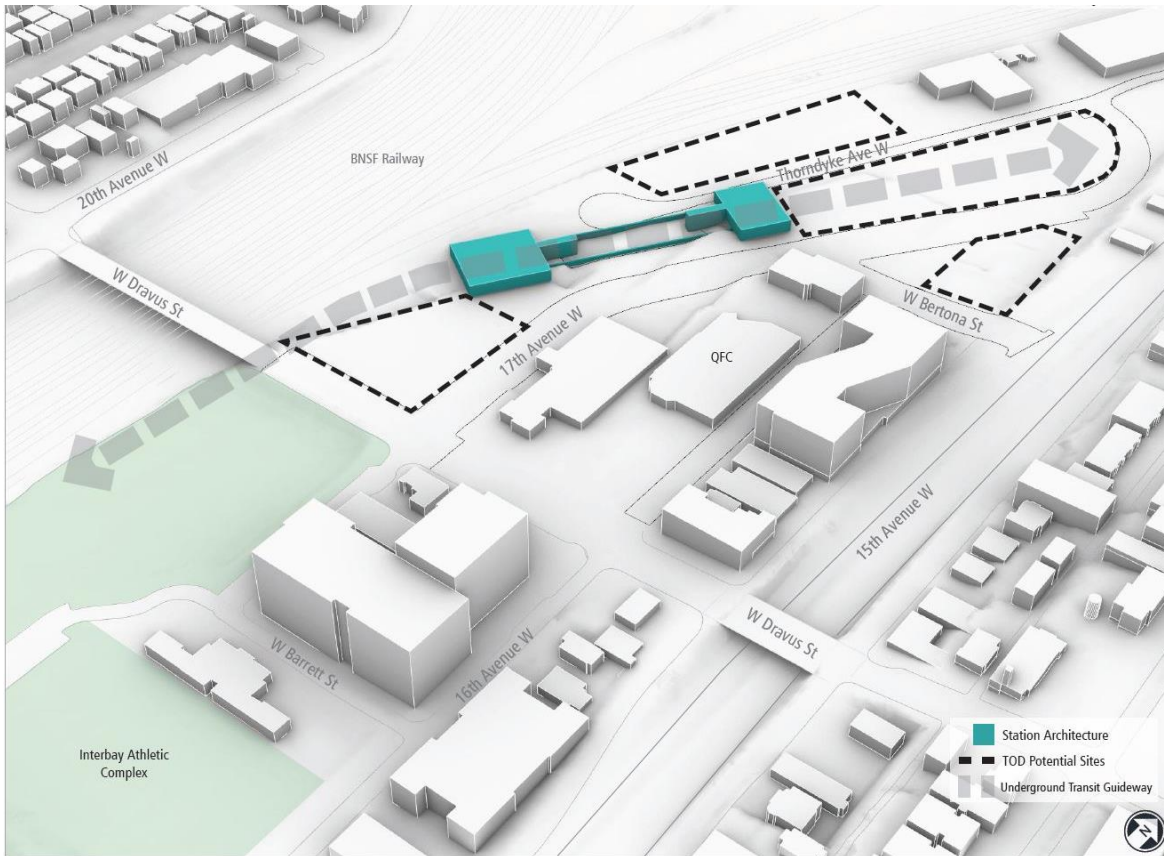 BNSF Railway
Thorndyke Ave W
20th Avenue W
W Dravus St
17th Avenue W
W Bertona St
QFC
15th Avenue W
W Dravus St
W Barrett St
16th Avenue W
Interbay Athletic
Complex
Station Architecture
TOD Potential Sites
Underground Transit Guideway
N